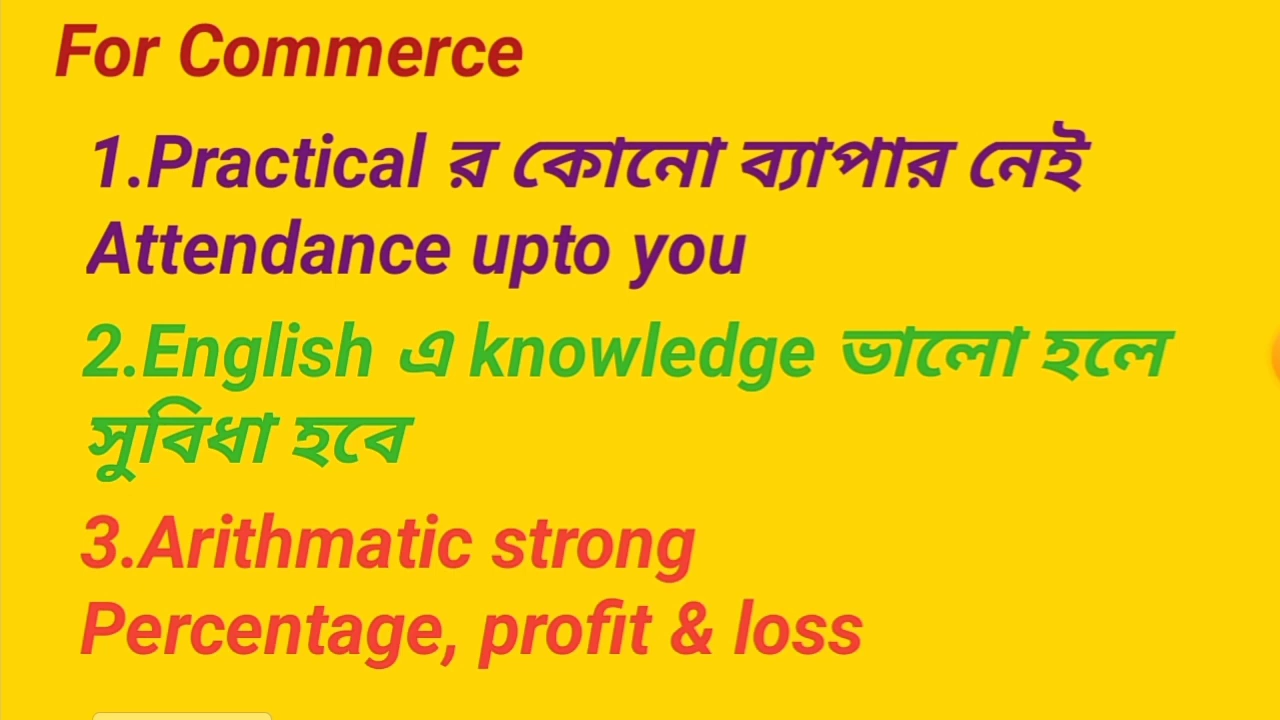 For Commerce
1.Practical র কোনো ব্যাপার নেই
Attendance upto you
2.English এ knowledge ভালো হলে
সুবিধা হবে
3.Arithmatic strong
Percentage, profit & loss